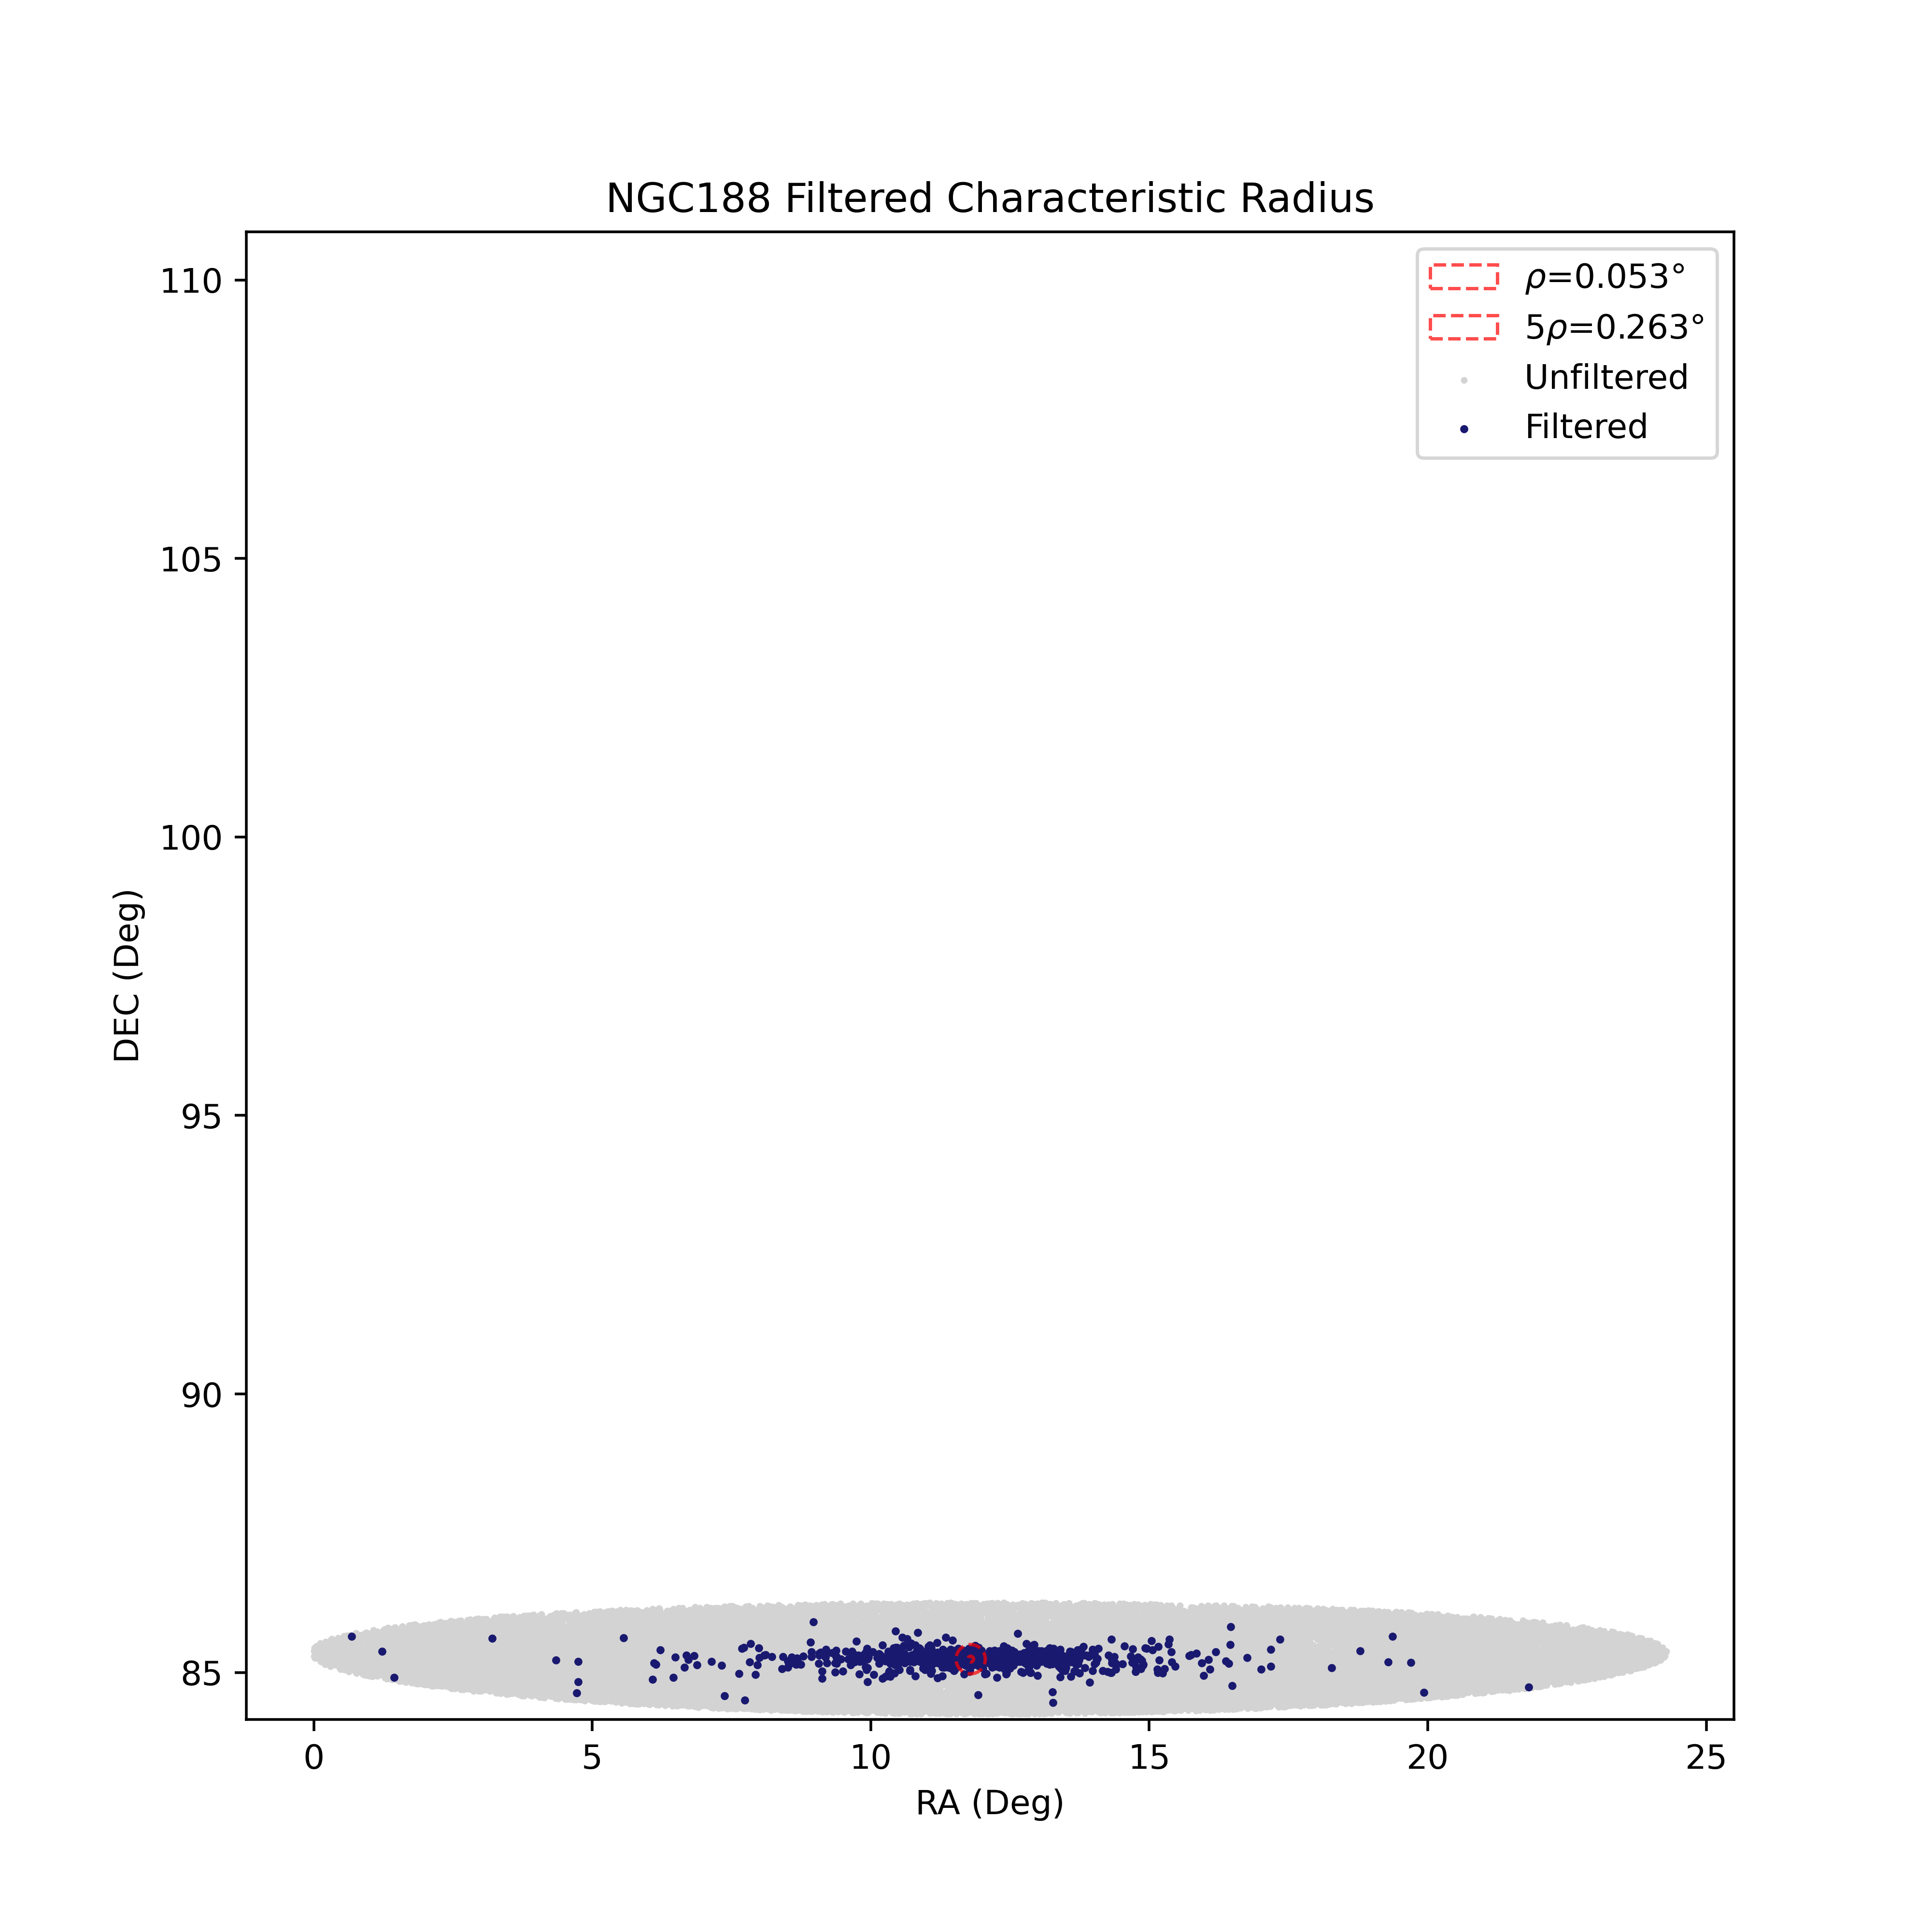 NGC188 Filtered Characteristic Radius
110
105
100
95
90
85
DEC (Deg)
ρ=0.053°
5ρ=0.263°
Unfiltered
Filtered
0 5 10 15 20 25
RA (Deg)